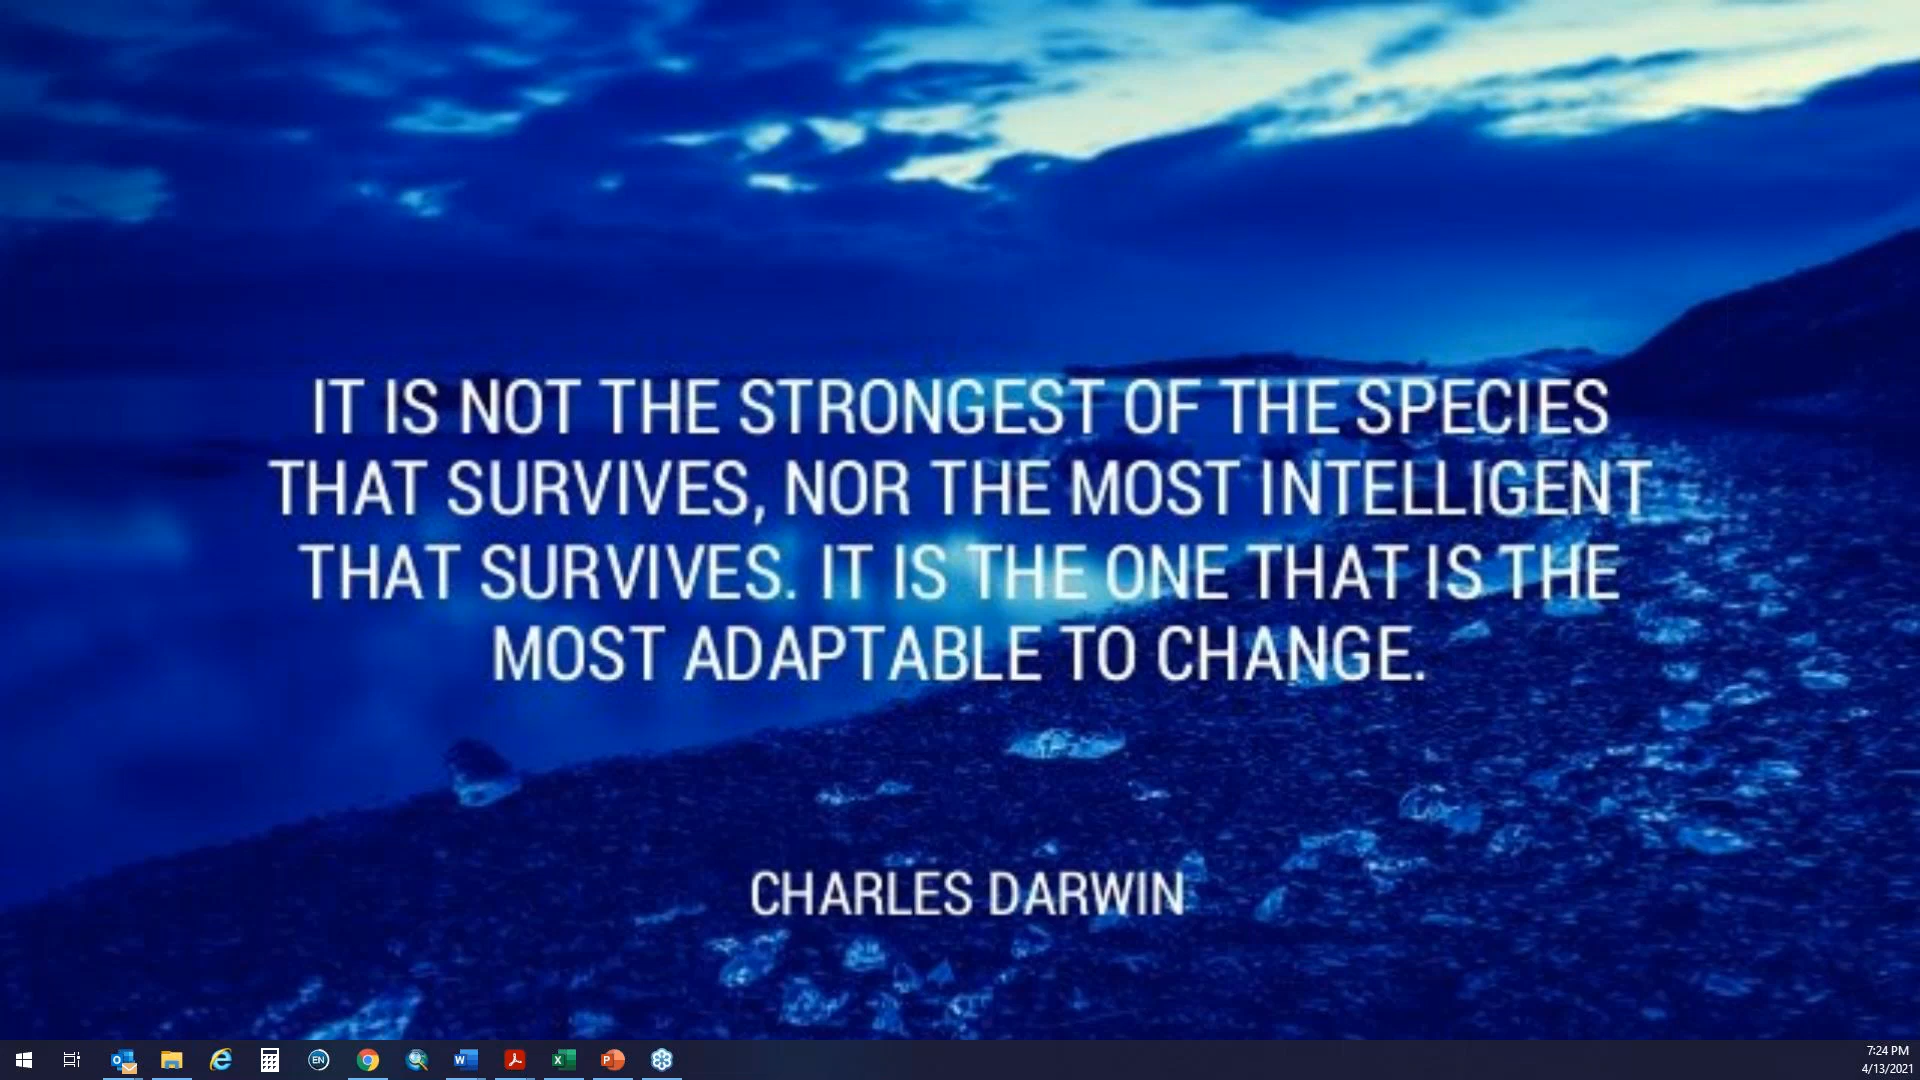 IT IS NOT THE STRONGEST OF THE SPECIES
THAT SURVIVES, NOR THE MOST INTELLIGENT
THAT SURVIVES. IT IS THE ONE THAT IS THE
MOST ADAPTABLE TO CHANGE.
CHARLES DARWIN
EN
7:24 PM
4/13/2021